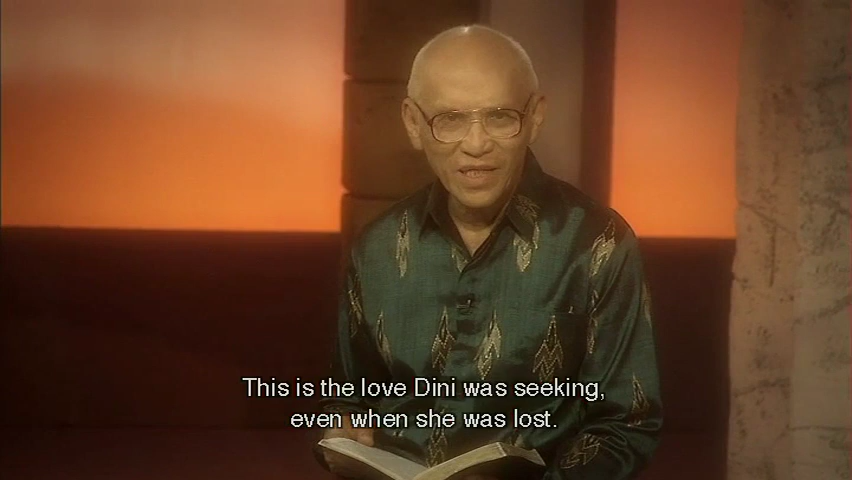 This is the love Dini was seeking,
even when she was lost.